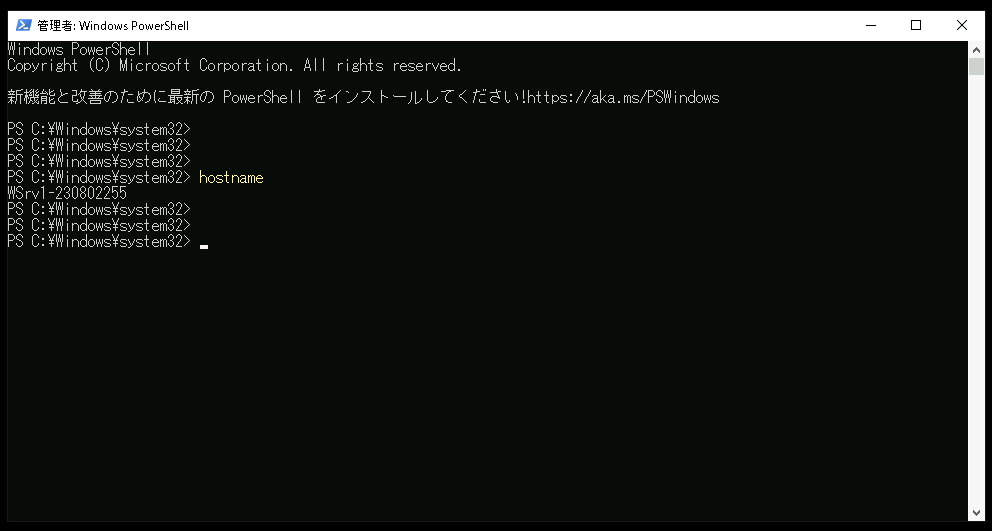 管理者: Windows PowerShell
Windows PowerShell
Copyright (C) Microsoft Corporation. All rights reserved.
新機能と改善のために最新の PowerShell をインストールしてください!https://aka.ms/PSWindows
PS C:¥Windows¥system32>
PS C:¥Windows¥system32>
PS C:¥Windows¥system32>
PS C:¥Windows¥system32> hostname
WSrv1-230802255
PS C:¥Windows¥system32>
PS C:¥Windows¥system32>
PS C:¥Windows¥system32>